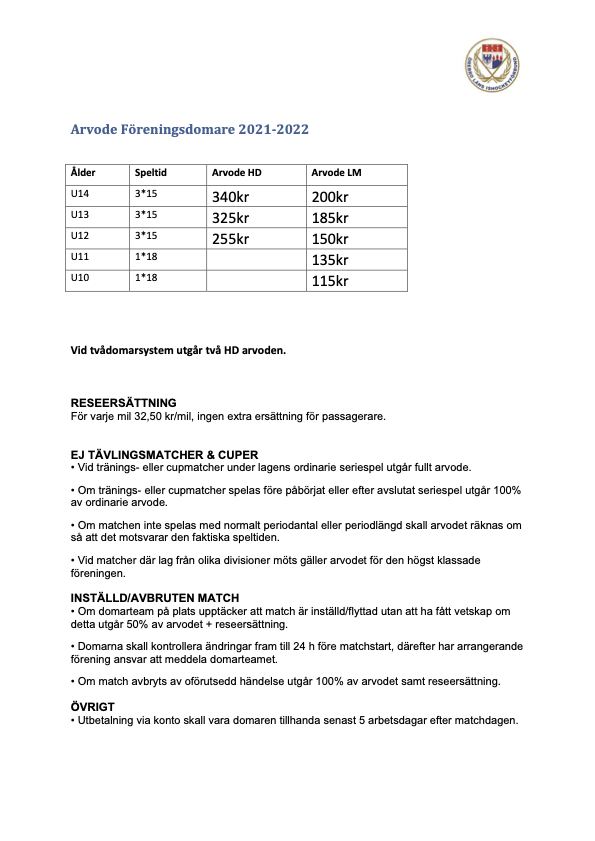 ÖREBRO LÄNS ISHOCKEYFÖRBUND
Arvode Föreningsdomare 2021-2022
Ålder Speltid Arvode HD Arvode LM
U14 3*15 340kr 200kr
U13 3*15 325kr 185kr
U12 3*15 255kr 150kr
U11 1*18 135kr
U10 1*18 115kr
Vid tvådomarsystem utgår två HD arvoden.
RESEERSÄTTNING
För varje mil 32,50 kr/mil, ingen extra ersättning för passagerare.
EJ TÄVLINGSMATCHER & CUPER
• Vid tränings- eller cupmatcher under lagens ordinarie seriespel utgår fullt arvode.
• Om tränings- eller cupmatcher spelas före påbörjat eller efter avslutat seriespel utgår 100%
av ordinarie arvode.
• Om matchen inte spelas med normalt periodantal eller periodlängd skall arvodet räknas om
så att det motsvarar den faktiska speltiden.
• Vid matcher där lag från olika divisioner möts gäller arvodet för den högst klassade
föreningen.
INSTÄLLD/AVBRUTEN MATCH
• Om domarteam på plats upptäcker att match är inställd/flyttad utan att ha fått vetskap om
detta utgår 50% av arvodet + reseersättning.
• Domarna skall kontrollera ändringar fram till 24 h före matchstart, därefter har arrangerande
förening ansvar att meddela domarteamet.
• Om match avbryts av oförutsedd händelse utgår 100% av arvodet samt reseersättning.
ÖVRIGT
• Utbetalning via konto skall vara domaren tillhanda senast 5 arbetsdagar efter matchdagen.